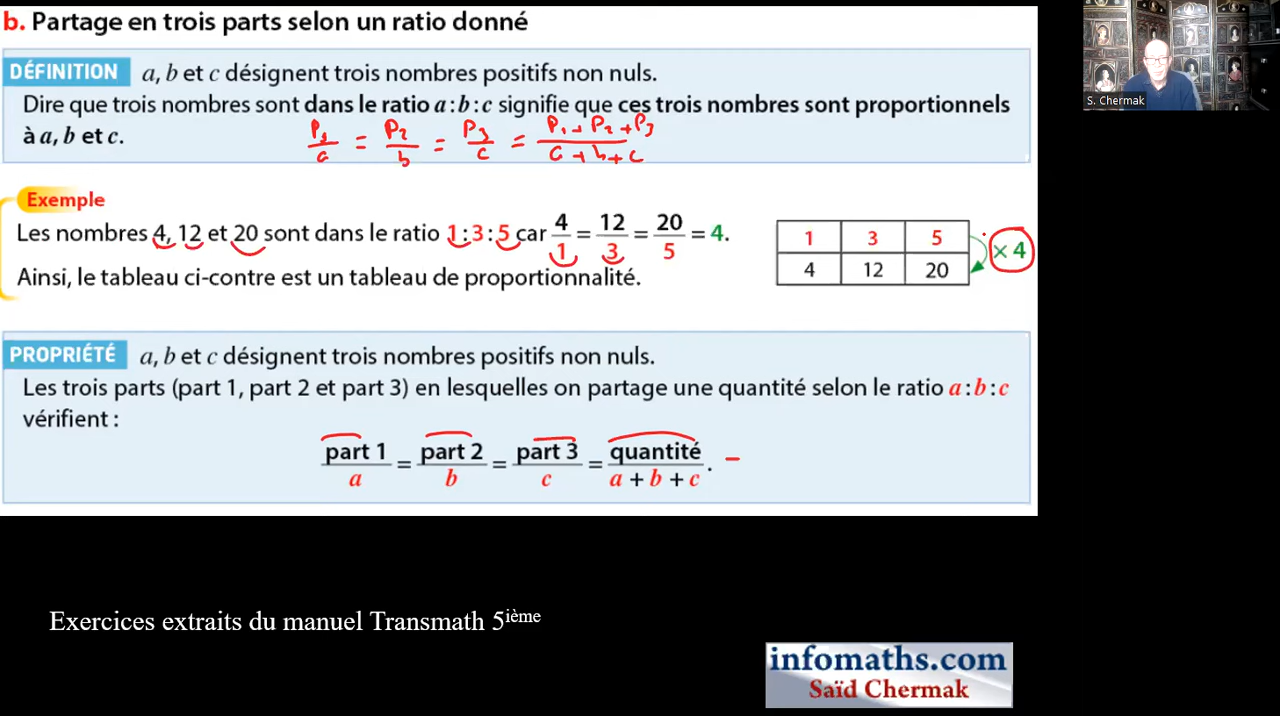 b. Partage en trois parts selon un ratio donné
DÉFINITION a, b et c désignent trois nombres positifs non nuls.
Dire que trois nombres sont dans le ratio a : b : c signifie que ces trois nombres sont proportionnels
à a, b et c.
P1/a = P2/b = P3/c = P1 + P2 + P3/a + b + c
Exemple
Les nombres 4, 12 et 20 sont dans le ratio 1 : 3 : 5 car 4/1 = 12/3 = 20/5 = 4.
Ainsi, le tableau ci-contre est un tableau de proportionnalité.
1 3 5
4 12 20
× 4
PROPRIÉTÉ a, b et c désignent trois nombres positifs non nuls.
Les trois parts (part 1, part 2 et part 3) en lesquelles on partage une quantité selon le ratio a : b : c
vérifient :
part 1/a = part 2/b = part 3/c = quantité/a + b + c.
Exercices extraits du manuel Transmath 5ième
infomaths.com
Saïd Chermak
S. Chermak